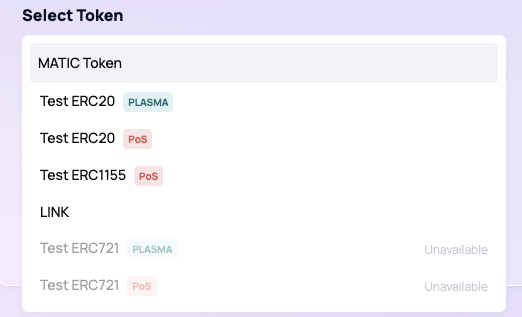 Select Token
MATIC Token
Test ERC20 PLASMA
Test ERC20 PoS
Test ERC1155 PoS
LINK
Test ERC721 PLASMA Unavailable
Test ERC721 PoS Unavailable